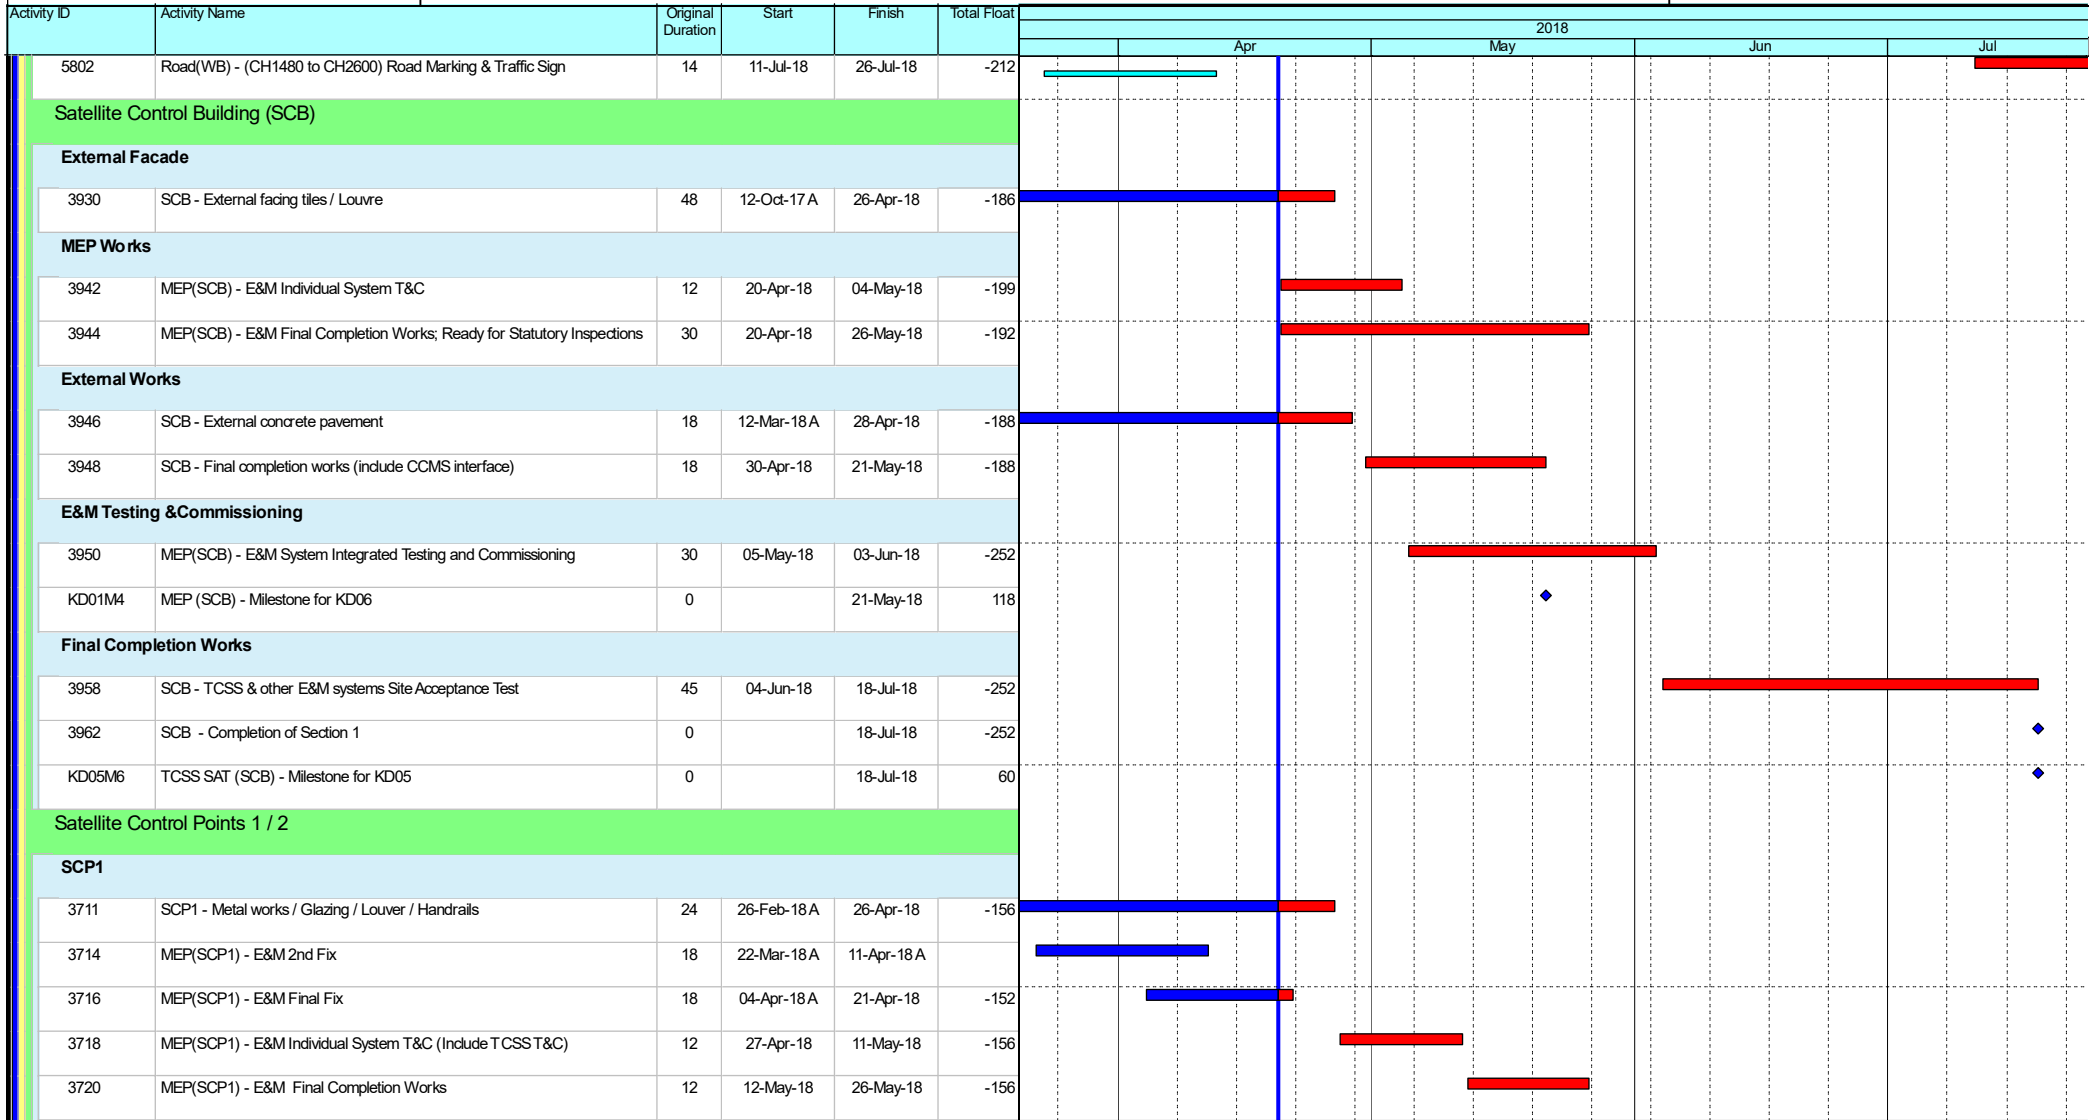 Activity ID Activity Name Original Duration Start Finish Total Float
2018
Apr May Jun Jul
5802 Road(WB) - (CH1480 to CH2600) Road Marking & Traffic Sign 14 11-Jul-18 26-Jul-18 -212
Satellite Control Building (SCB)
External Facade
3930 SCB - External facing tiles / Louvre 48 12-Oct-17 A 26-Apr-18 -186
MEP Works
3942 MEP(SCB) - E&M Individual System T&C 12 20-Apr-18 04-May-18 -199
3944 MEP(SCB) - E&M Final Completion Works; Ready for Statutory Inspections 30 20-Apr-18 26-May-18 -192
External Works
3946 SCB - External concrete pavement 18 12-Mar-18 A 28-Apr-18 -188
3948 SCB - Final completion works (include CCMS interface) 18 30-Apr-18 21-May-18 -188
E&M Testing &Commissioning
3950 MEP(SCB) - E&M System Integrated Testing and Commissioning 30 05-May-18 03-Jun-18 -252
KD01M4 MEP (SCB) - Milestone for KD06 0 21-May-18 118
Final Completion Works
3958 SCB - TCSS & other E&M systems Site Acceptance Test 45 04-Jun-18 18-Jul-18 -252
3962 SCB - Completion of Section 1 0 18-Jul-18 -252
KD05M6 TCSS SAT (SCB) - Milestone for KD05 0 18-Jul-18 60
Satellite Control Points 1 / 2
SCP1
3711 SCP1 - Metal works / Glazing / Louver / Handrails 24 26-Feb-18 A 26-Apr-18 -156
3714 MEP(SCP1) - E&M 2nd Fix 18 22-Mar-18 A 11-Apr-18 A
3716 MEP(SCP1) - E&M Final Fix 18 04-Apr-18 A 21-Apr-18 -152
3718 MEP(SCP1) - E&M Individual System T&C (Include TCSS T&C) 12 27-Apr-18 11-May-18 -156
3720 MEP(SCP1) - E&M Final Completion Works 12 12-May-18 26-May-18 -156